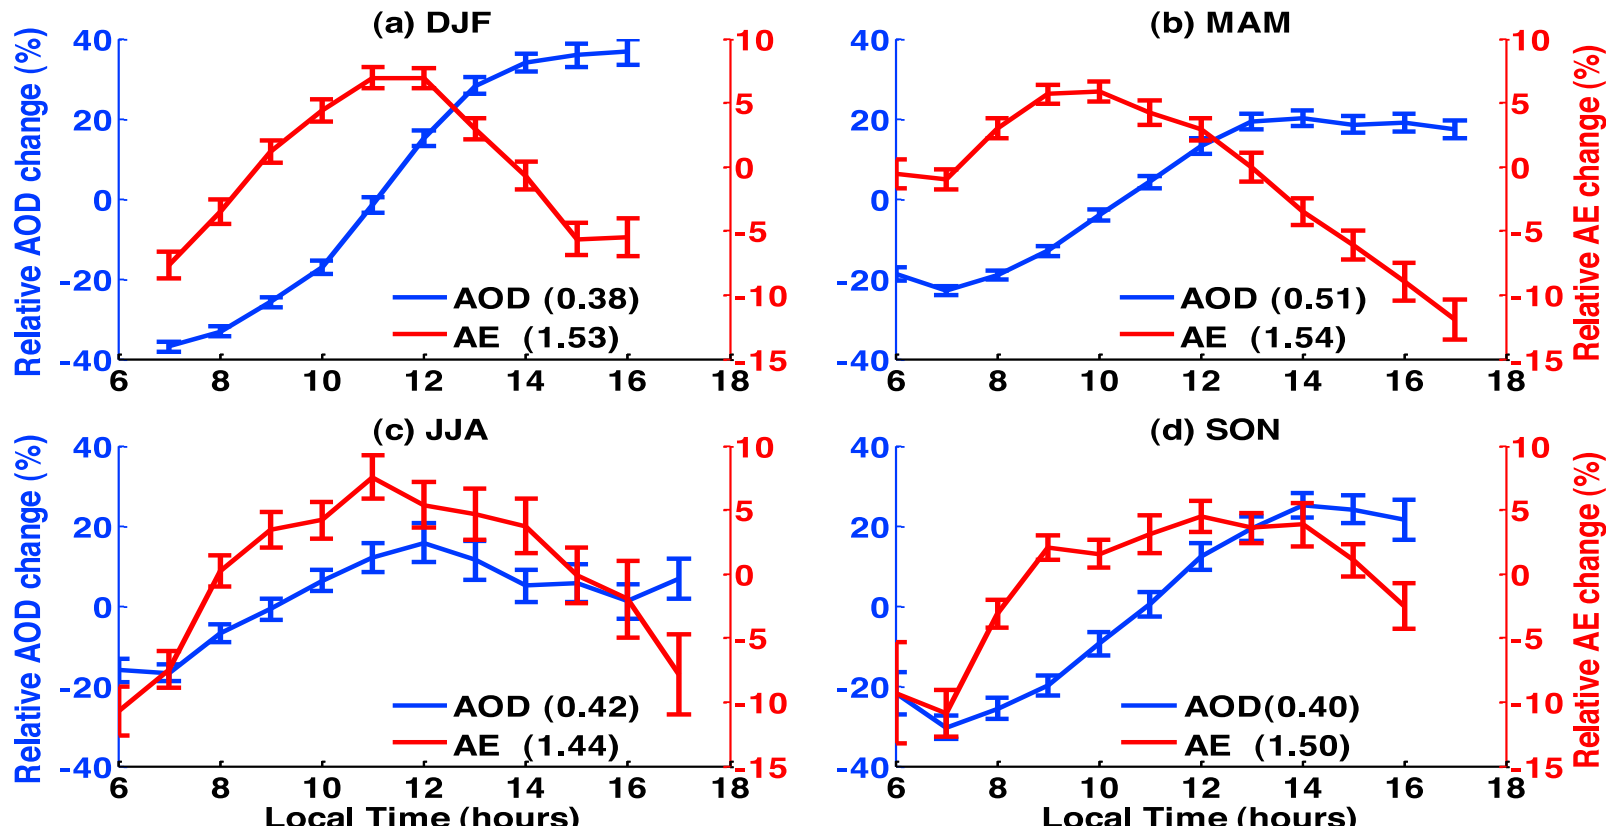 (a) DJF
Relative AOD change (%)
40
20
0
-20
-40
10
5
0
-5
-10
-15
AOD (0.38)
AE (1.53)
6 8 10 12 14 16 18
(b) MAM
40
20
0
-20
-40
10
5
0
-5
-10
-15
Relative AE change (%)
AOD (0.51)
AE (1.54)
6 8 10 12 14 16 18
(c) JJA
Relative AOD change (%)
40
20
0
-20
-40
10
5
0
-5
-10
-15
AOD (0.42)
AE (1.44)
6 8 10 12 14 16 18
Local Time (hours)
(d) SON
40
20
0
-20
-40
10
5
0
-5
-10
-15
Relative AE change (%)
AOD(0.40)
AE (1.50)
6 8 10 12 14 16 18
Local Time (hours)